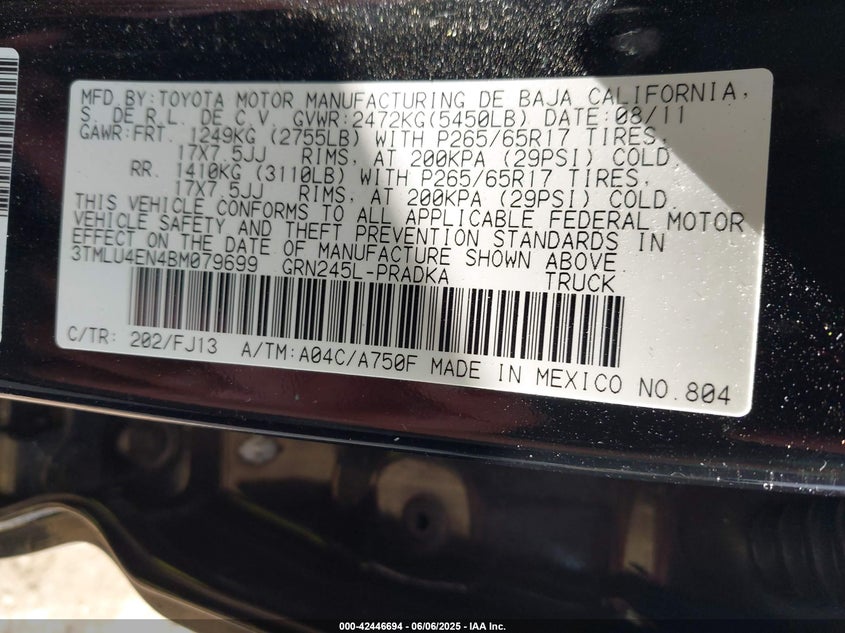 MFD BY: TOYOTA MOTOR MANUFACTURING DE BAJA CALIFORNIA,
S. DE R.L. DE C.V GVWR:2472KG(5450LB) DATE:08/11
GAWR:FRT. 1249KG (2755LB) WITH P265/65R17 TIRES,
17X7.5JJ RIMS, AT 200KPA (29PSI) COLD
RR. 1410KG (3110LB) WITH P265/65R17 TIRES,
17X7.5JJ RIMS, AT 200KPA (29PSI) COLD.
THIS VEHICLE CONFORMS TO ALL APPLICABLE FEDERAL MOTOR
VEHICLE SAFETY AND THEFT PREVENTION STANDARDS IN
EFFECT ON THE DATE OF MANUFACTURE SHOWN ABOVE.
3TMLU4EN4BM079699 GRN245L-PRADKA TRUCK
C/TR: 202/FJ13 A/TM:A04C/A750F MADE IN MEXICO NO.804
000-42446694 - 06/06/2025 - IAA Inc.